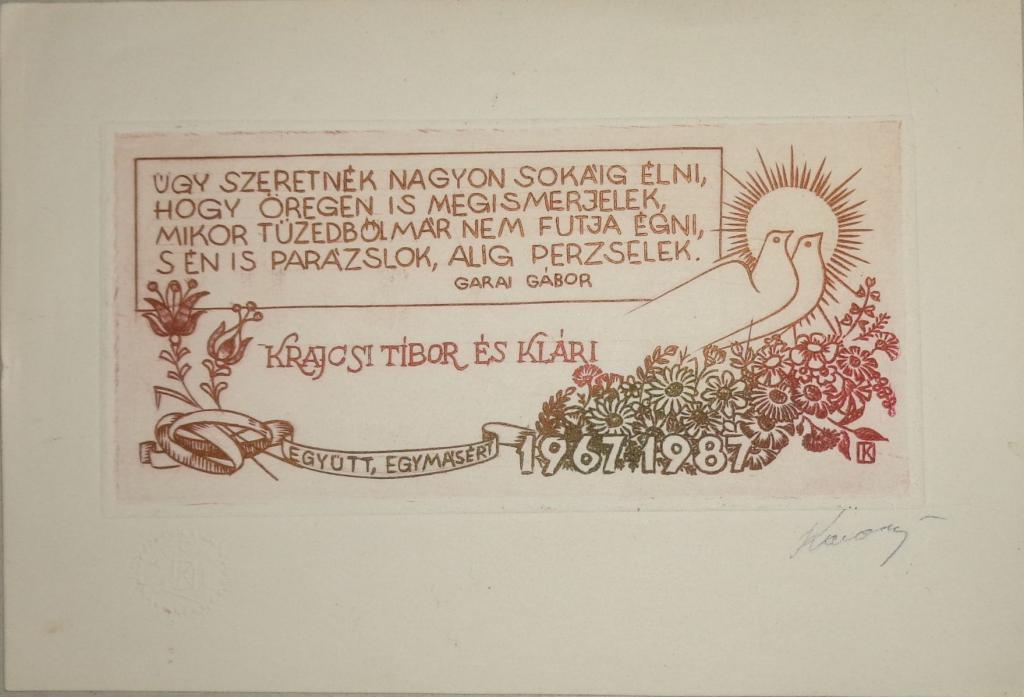 ÚGY SZERETNÉK NAGYON SOKÁIG ÉLNI,
HOGY ÖREGEN IS MEGISMERJELEK,
MIKOR TÜZEDBŐL MÁR NEM FUTJA ÉGNI,
S ÉN IS PARÁZSLOK, ALIG PERZSELEK.
GARAI GÁBOR
KRAJCSI TIBOR ÉS KLÁRI
EGYÜTT, EGYMÁSÉRT
1967 1987